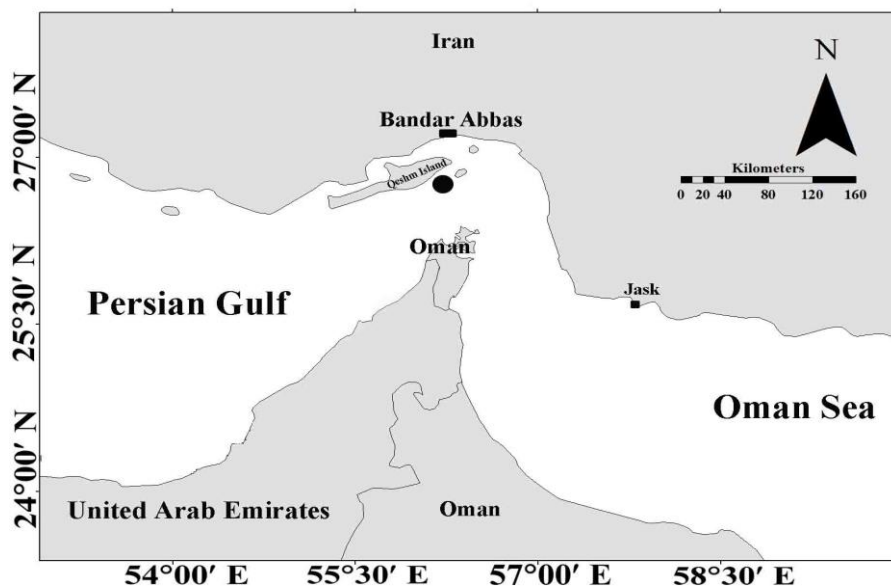 Iran
N
Bandar Abbas
27°00' N
Qeshm Island
Kilometers
0 20 40 80 120 160
Oman
Jask
Persian Gulf
25°30' N
Oman Sea
24°00' N
United Arab Emirates
Oman
54°00' E 55°30' E 57°00' E 58°30' E